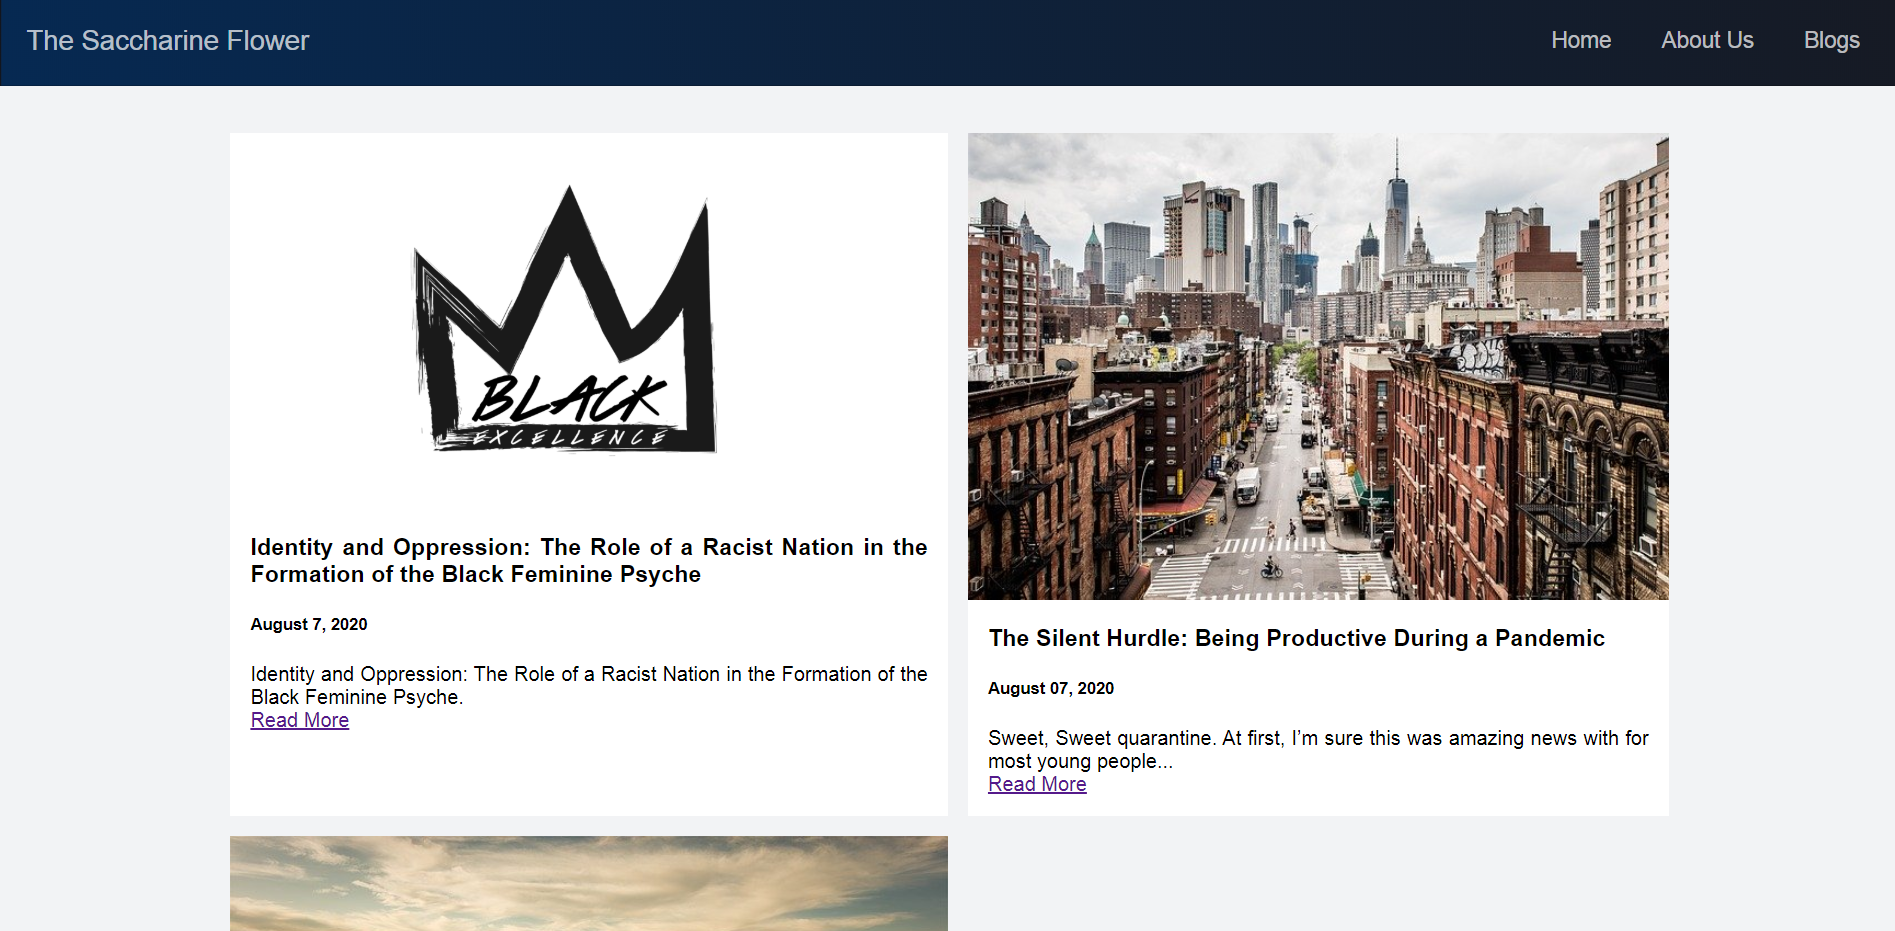 The Saccharine Flower
Home
About Us
Blogs
BLACK
EXCELLENCE
Identity and Oppression: The Role of a Racist Nation in the
Formation of the Black Feminine Psyche
August 7, 2020
Identity and Oppression: The Role of a Racist Nation in the Formation of the
Black Feminine Psyche.
Read More
The Silent Hurdle: Being Productive During a Pandemic
August 07, 2020
Sweet, Sweet quarantine. At first, I’m sure this was amazing news with for
most young people...
Read More